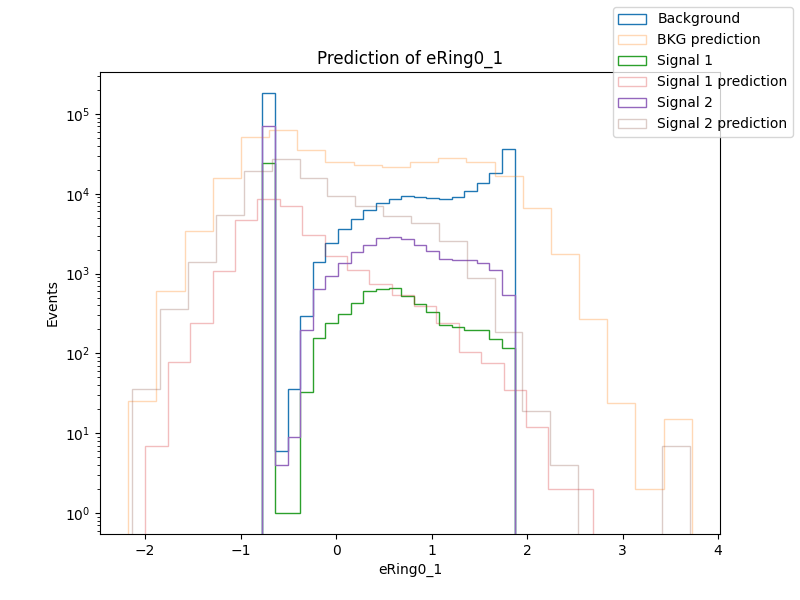 Prediction of eRing0_1
Background
BKG prediction
Signal 1
Signal 1 prediction
Signal 2
Signal 2 prediction
Events
10^5
10^4
10^3
10^2
10^1
10^0
−2 −1 0 1 2 3 4
eRing0_1